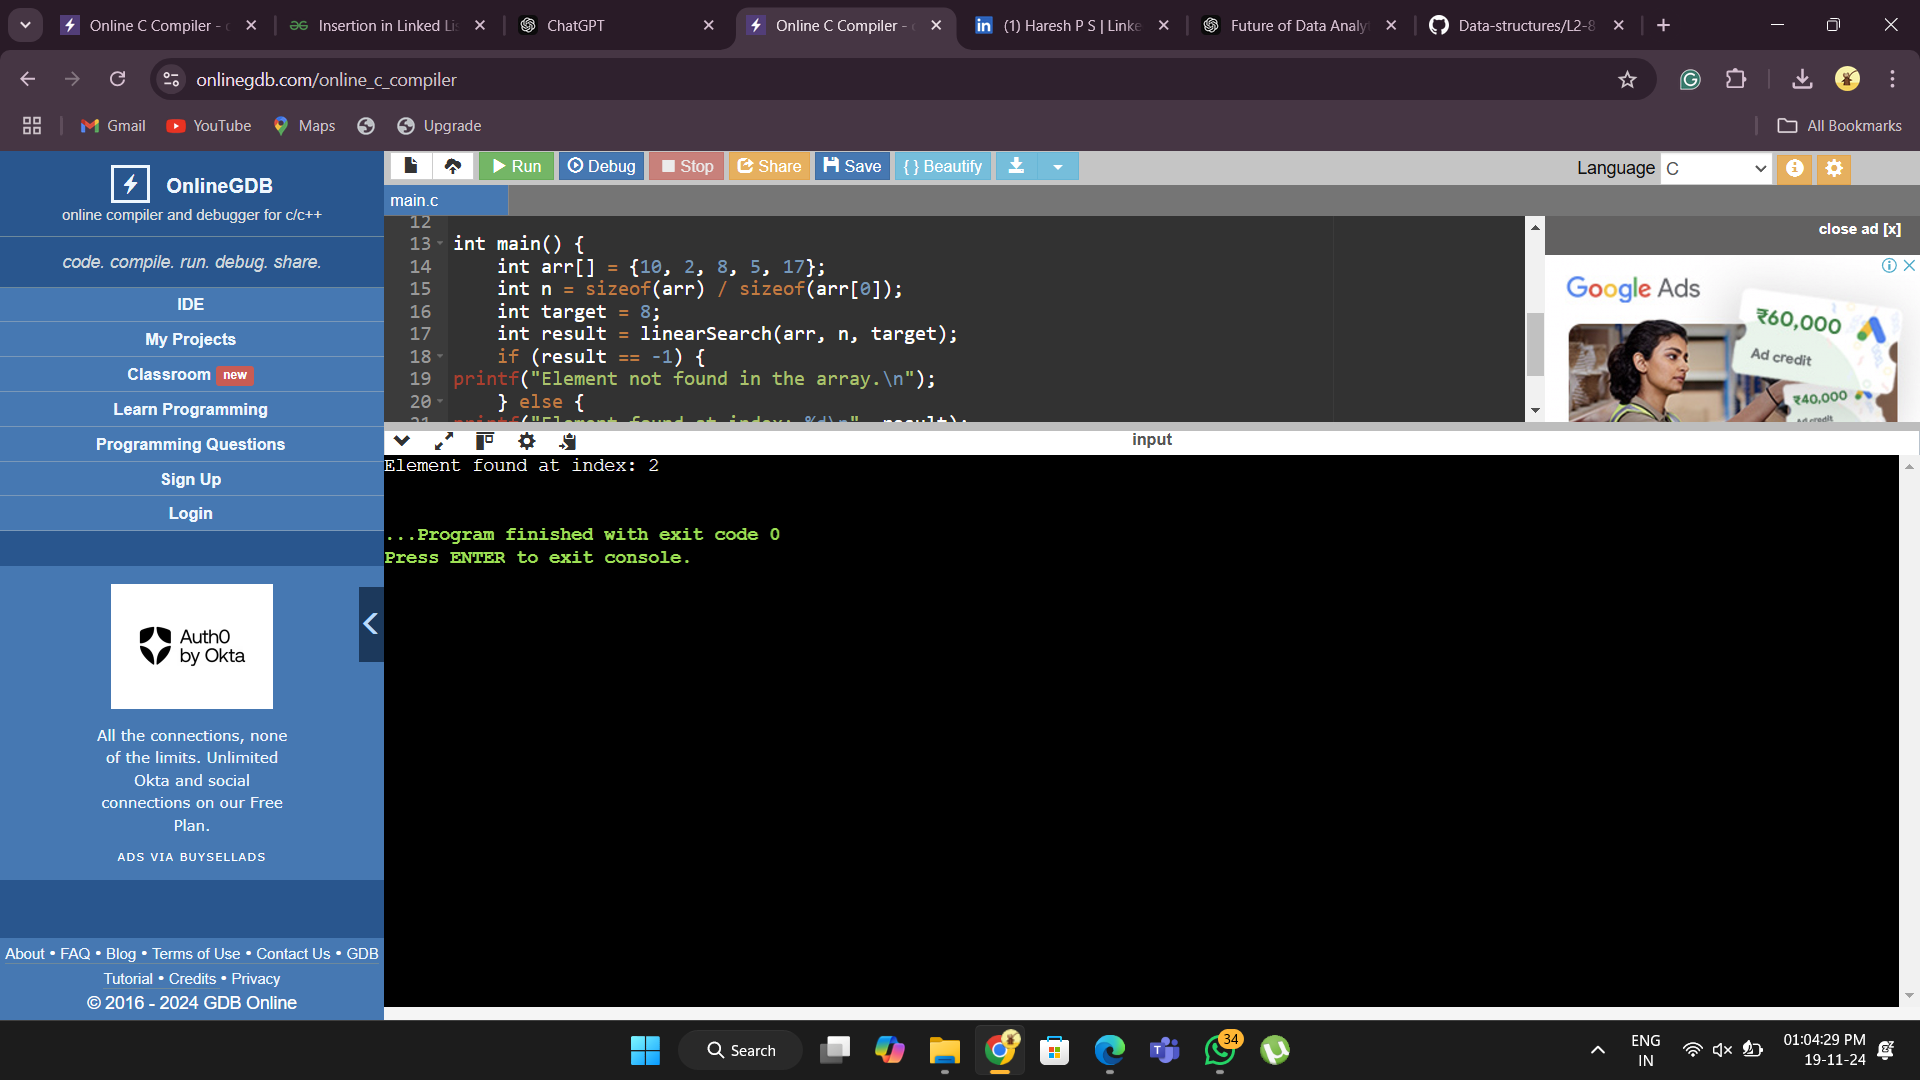 Online C Compiler -
Insertion in Linked Li
ChatGPT
Online C Compiler -
(1) Haresh P S | Linke
Future of Data Analy
Data-structures/L2-8
onlinegdb.com/online_c_compiler
Gmail
YouTube
Maps
Upgrade
All Bookmarks
OnlineGDB
online compiler and debugger for c/c++
code. compile. run. debug. share.
IDE
My Projects
Classroom new
Learn Programming
Programming Questions
Sign Up
Login
Auth0
by Okta
All the connections, none
of the limits. Unlimited
Okta and social
connections on our Free
Plan.
ADS VIA BUYSELLADS
About • FAQ • Blog • Terms of Use • Contact Us • GDB
Tutorial • Credits • Privacy
© 2016 - 2024 GDB Online
Run Debug Stop Share Save { } Beautify
Language C
main.c
12
13 int main() {
14 int arr[] = {10, 2, 8, 5, 17};
15 int n = sizeof(arr) / sizeof(arr[0]);
16 int target = 8;
17 int result = linearSearch(arr, n, target);
18 if (result == -1) {
19 printf("Element not found in the array.\n");
20 } else {
21 printf("Element found at index: %d\n", result);
close ad [x]
Google Ads
₹60,000
Ad credit
₹40,000
Ad credit
input
Element found at index: 2
...Program finished with exit code 0
Press ENTER to exit console.
Search
34
ENG
IN
01:04:29 PM
19-11-24